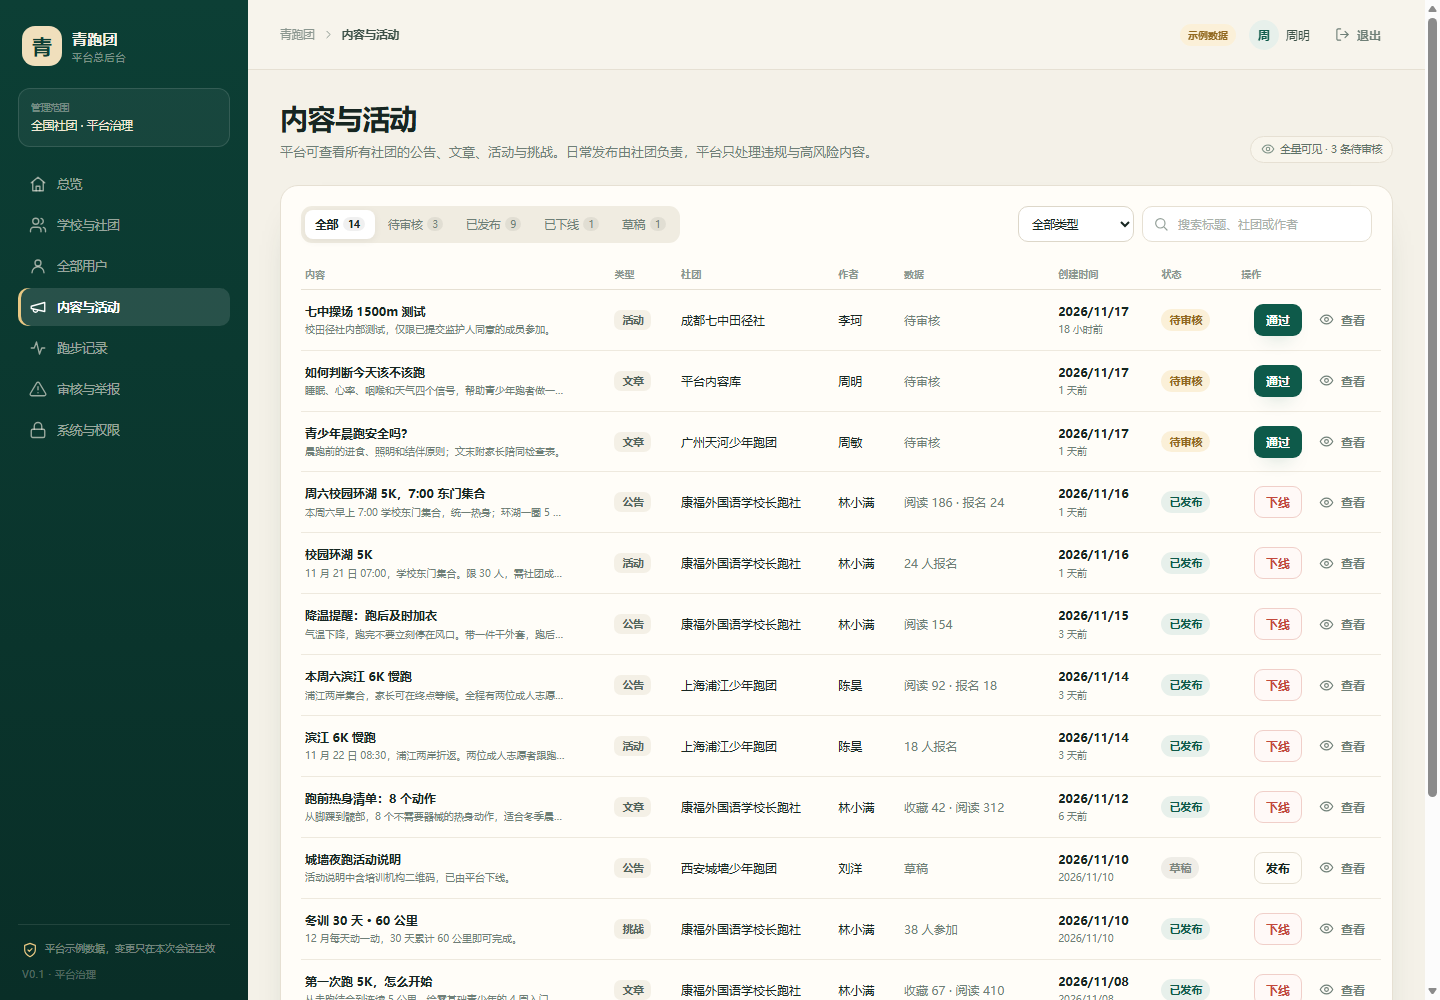 青
青跑团
平台总后台
管理范围
全国社团 · 平台治理
总览
学校与社团
全部用户
内容与活动
跑步记录
审核与举报
系统与权限
平台示例数据，变更只在本次会话生效
V0.1 · 平台治理
青跑团 > 内容与活动
示例数据
周 周明
退出
内容与活动
平台可查看所有社团的公告、文章、活动与挑战。日常发布由社团负责，平台只处理违规与高风险内容。
全量可见 · 3 条待审核
全部 14 待审核 3 已发布 9 已下线 1 草稿 1
全部类型
搜索标题、社团或作者
内容 类型 社团 作者 数据 创建时间 状态 操作
七中操场 1500m 测试
校田径社内部测试，仅限已提交监护人同意的成员参加。
活动 成都七中田径社 李珂 待审核
2026/11/17
18 小时前
待审核 通过 查看
如何判断今天该不该跑
睡眠、心率、咽喉和天气四个信号，帮助青少年跑者做一...
文章 平台内容库 周明 待审核
2026/11/17
1 天前
待审核 通过 查看
青少年晨跑安全吗？
晨跑前的进食、照明和结伴原则；文末附家长陪同检查表。
文章 广州天河少年跑团 周敏 待审核
2026/11/17
1 天前
待审核 通过 查看
周六校园环湖 5K，7:00 东门集合
本周六早上 7:00 学校东门集合，统一热身；环湖一圈 5 ...
公告 康福外国语学校长跑社 林小满 阅读 186 · 报名 24
2026/11/16
1 天前
已发布 下线 查看
校园环湖 5K
11 月 21 日 07:00，学校东门集合。限 30 人，需社团成...
活动 康福外国语学校长跑社 林小满 24 人报名
2026/11/16
1 天前
已发布 下线 查看
降温提醒：跑后及时加衣
气温下降，跑完不要立刻停在风口。带一件干外套，跑后...
公告 康福外国语学校长跑社 林小满 阅读 154
2026/11/15
3 天前
已发布 下线 查看
本周六滨江 6K 慢跑
浦江两岸集合，家长可在终点等候。全程有两位成人志愿...
公告 上海浦江少年跑团 陈昊 阅读 92 · 报名 18
2026/11/14
3 天前
已发布 下线 查看
滨江 6K 慢跑
11 月 22 日 08:30，浦江两岸折返。两位成人志愿者跟跑...
活动 上海浦江少年跑团 陈昊 18 人报名
2026/11/14
3 天前
已发布 下线 查看
跑前热身清单：8 个动作
从脚踝到髋部，8 个不需要器械的热身动作，适合冬季晨...
文章 康福外国语学校长跑社 林小满 收藏 42 · 阅读 312
2026/11/12
6 天前
已发布 下线 查看
城墙夜跑活动说明
活动说明中含培训机构二维码，已由平台下线。
公告 西安城墙少年跑团 刘洋 草稿
2026/11/10
2026/11/10
草稿 发布 查看
冬训 30 天 · 60 公里
12 月每天动一动，30 天累计 60 公里即可完成。
挑战 康福外国语学校长跑社 林小满 38 人参加
2026/11/10
2026/11/10
已发布 下线 查看
第一次跑 5K，怎么开始
文章 康福外国语学校长跑社 林小满 收藏 67 · 阅读 410
2026/11/08
2026/11/08
已发布 下线 查看